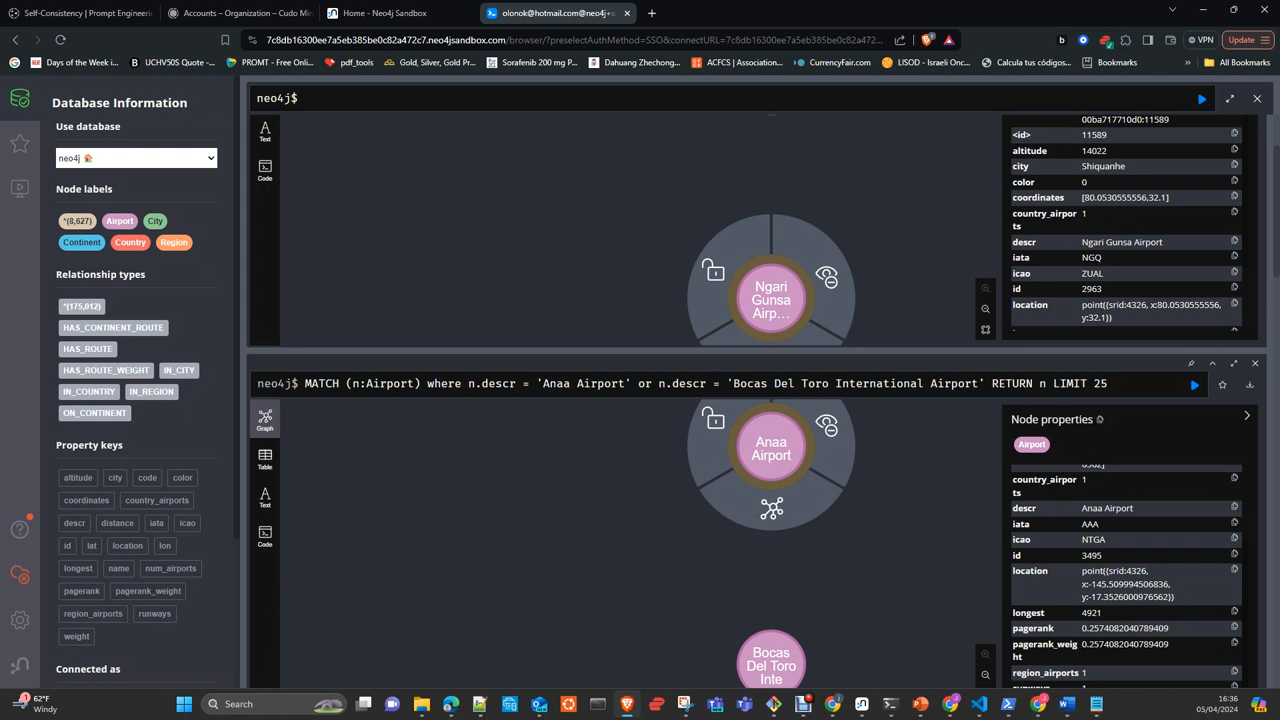 Self-Consistency | Prompt Engineerin
Accounts – Organization – Cudo Min
Home - Neo4j Sandbox
olonok@hotmail.com@neo4j+s
7c8db16300ee7a5eb385be0c82a472c7.neo4jsandbox.com/browser/?preselectAuthMethod=SSO&connectURL=7c8db16300ee7a5eb385be0c82a472...
VPN
Update
Days of the Week i...
UCHV50S Quote -...
PROMT - Free Onli...
pdf_tools
Gold, Silver, Gold Pr...
Sorafenib 200 mg P...
Dahuang Zhechong...
ACFCS | Association...
CurrencyFair.com
LISOD - Israeli Onco...
Calcula tus códigos...
Bookmarks
All Bookmarks
Database Information
Use database
neo4j
Node labels
*(8,627)
Airport
City
Continent
Country
Region
Relationship types
*(175,012)
HAS_CONTINENT_ROUTE
HAS_ROUTE
HAS_ROUTE_WEIGHT
IN_CITY
IN_COUNTRY
IN_REGION
ON_CONTINENT
Property keys
altitude
city
code
color
coordinates
country_airports
descr
distance
iata
icao
id
lat
location
lon
longest
name
num_airports
pagerank
pagerank_weight
region_airports
runways
weight
Connected as
neo4j$
Text
Code
Ngari
Gunsa
Airp...
00ba717710d0:11589
<id> 11589
altitude 14022
city Shiquanhe
color 0
coordinates [80.0530555556,32.1]
country_airpor 1
ts
descr Ngari Gunsa Airport
iata NGQ
icao ZUAL
id 2963
location point({srid:4326, x:80.0530555556,
y:32.1})
neo4j$ MATCH (n:Airport) where n.descr = 'Anaa Airport' or n.descr = 'Bocas Del Toro International Airport' RETURN n LIMIT 25
Graph
Table
Text
Code
Anaa
Airport
Bocas
Del Toro
Inte
Node properties
Airport
country_airpor 1
ts
descr Anaa Airport
iata AAA
icao NTGA
id 3495
location point({srid:4326,
x:-145.509994506836,
y:-17.3526000976562})
longest 4921
pagerank 0.2574082040789409
pagerank_weig 0.2574082040789409
ht
region_airports 1
62°F
Windy
Search
16:36
05/04/2024